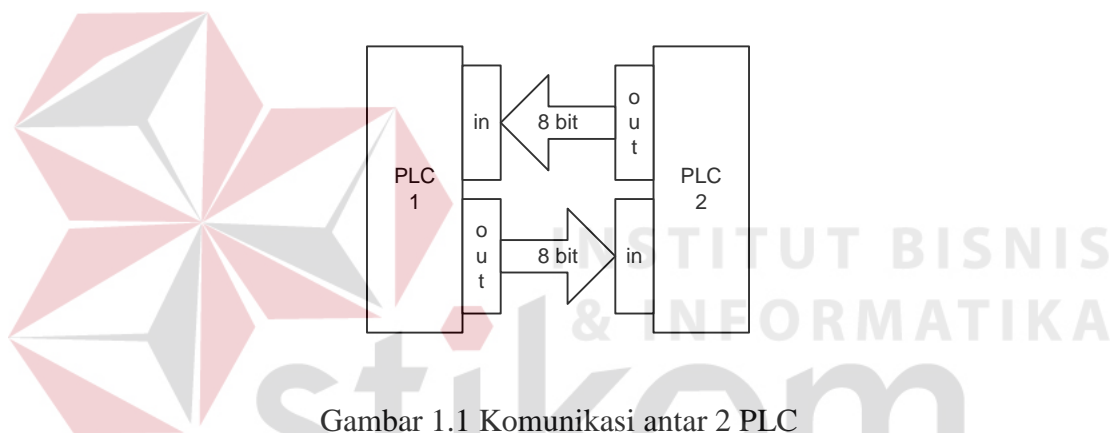 PLC
1
in
8 bit
o
u
t
PLC
2
o
u
t
8 bit
in
INSTITUT BISNIS
& INFORMATIKA
stikom
Gambar 1.1 Komunikasi antar 2 PLC